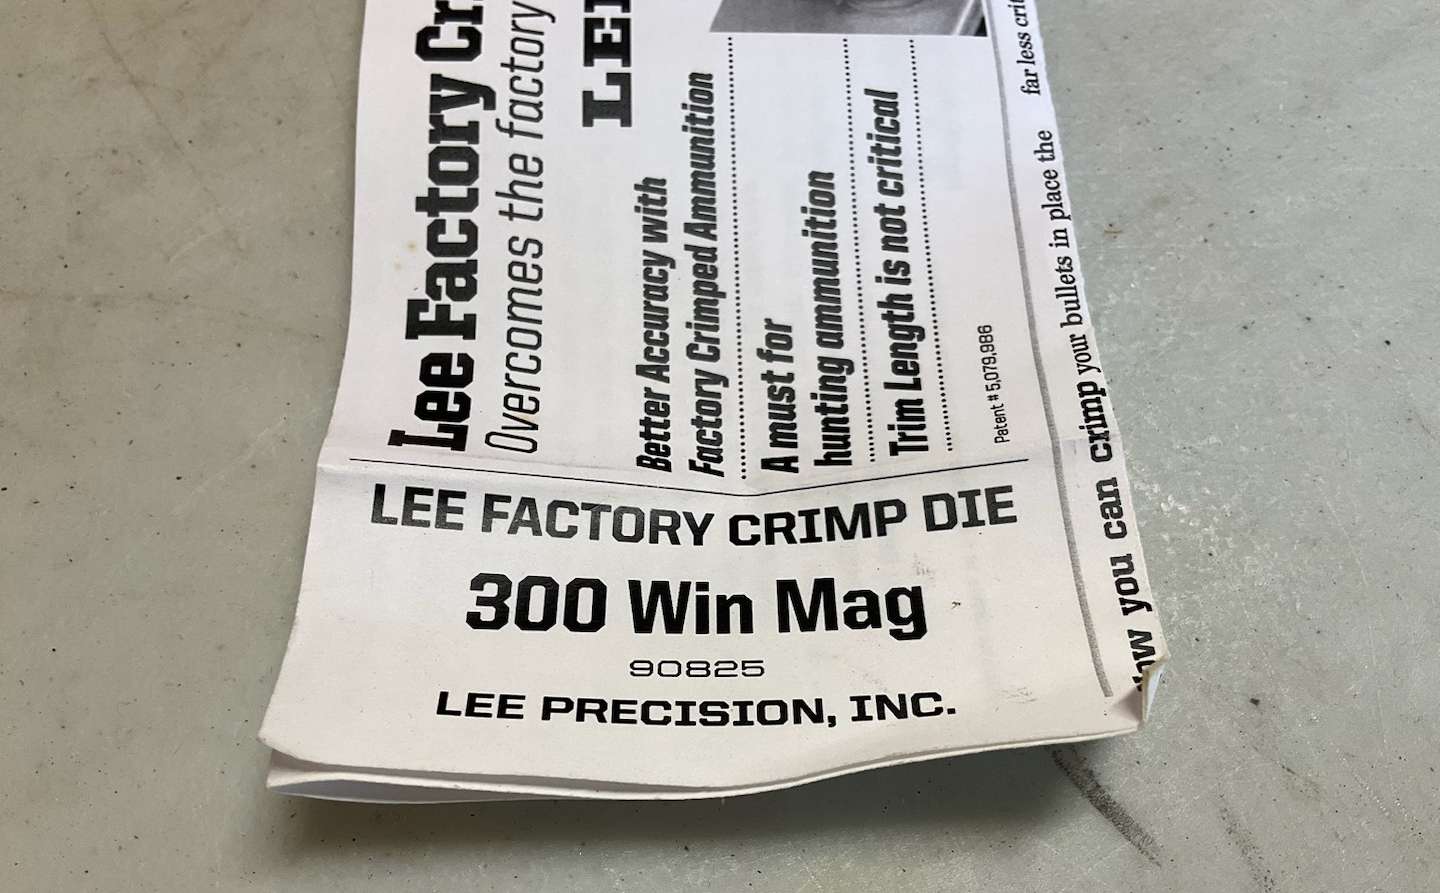 Lee Factory
Overcomes the factory
Better Accuracy with
Factory Crimped Ammunition
A must for
hunting ammunition
Trim Length is not critical
Patent # 5,079,986
you can crimp your bullets in place the
far less
LEE FACTORY CRIMP DIE
300 Win Mag
90825
LEE PRECISION, INC.